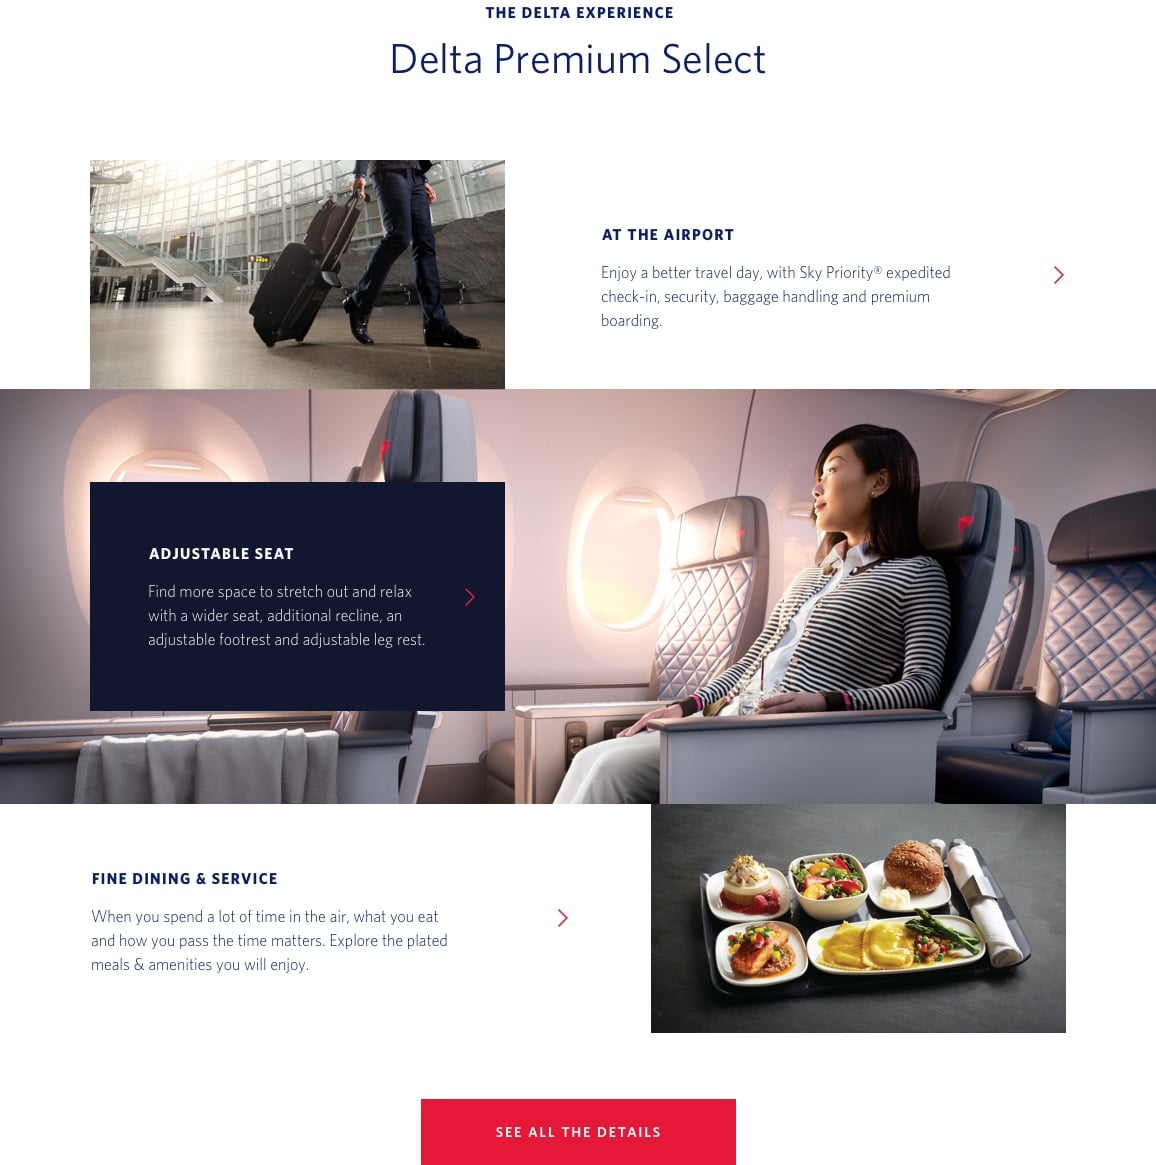 THE DELTA EXPERIENCE
Delta Premium Select
AT THE AIRPORT
Enjoy a better travel day, with Sky Priority® expedited
check-in, security, baggage handling and premium
boarding.
ADJUSTABLE SEAT
Find more space to stretch out and relax
with a wider seat, additional recline, an
adjustable footrest and adjustable leg rest.
FINE DINING & SERVICE
When you spend a lot of time in the air, what you eat
and how you pass the time matters. Explore the plated
meals & amenities you will enjoy.
SEE ALL THE DETAILS